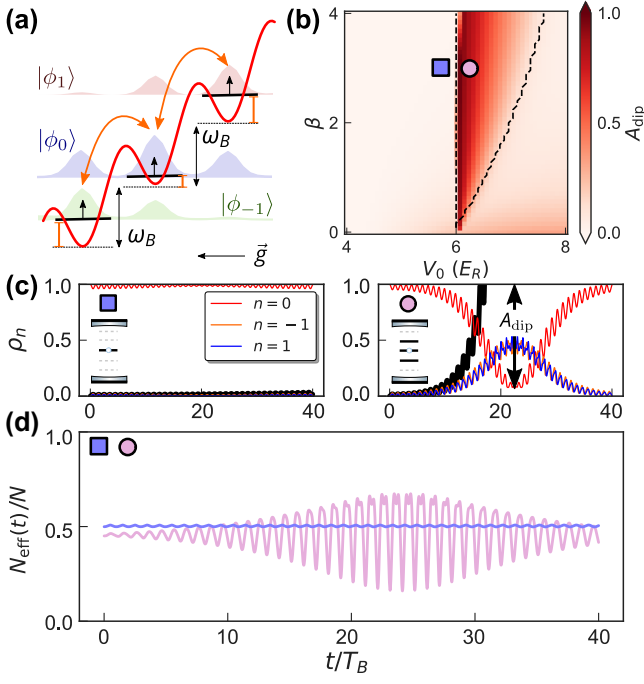 (a)
|ϕ₁⟩
|ϕ₀⟩
|ϕ₋₁⟩
ω_B
ω_B
g⃗
(b)
β
4
2
0
4 6 8
V₀ (E_R)
1.0
0.5
0.0
A_dip
(c)
ρₙ
1.0
0.5
0.0
0 20 40
n = 0
n = −1
n = 1
1.0
0.5
0.0
0 20 40
A_dip
(d)
N_eff(t)/N
1.0
0.5
0.0
0 10 20 30 40
t/T_B